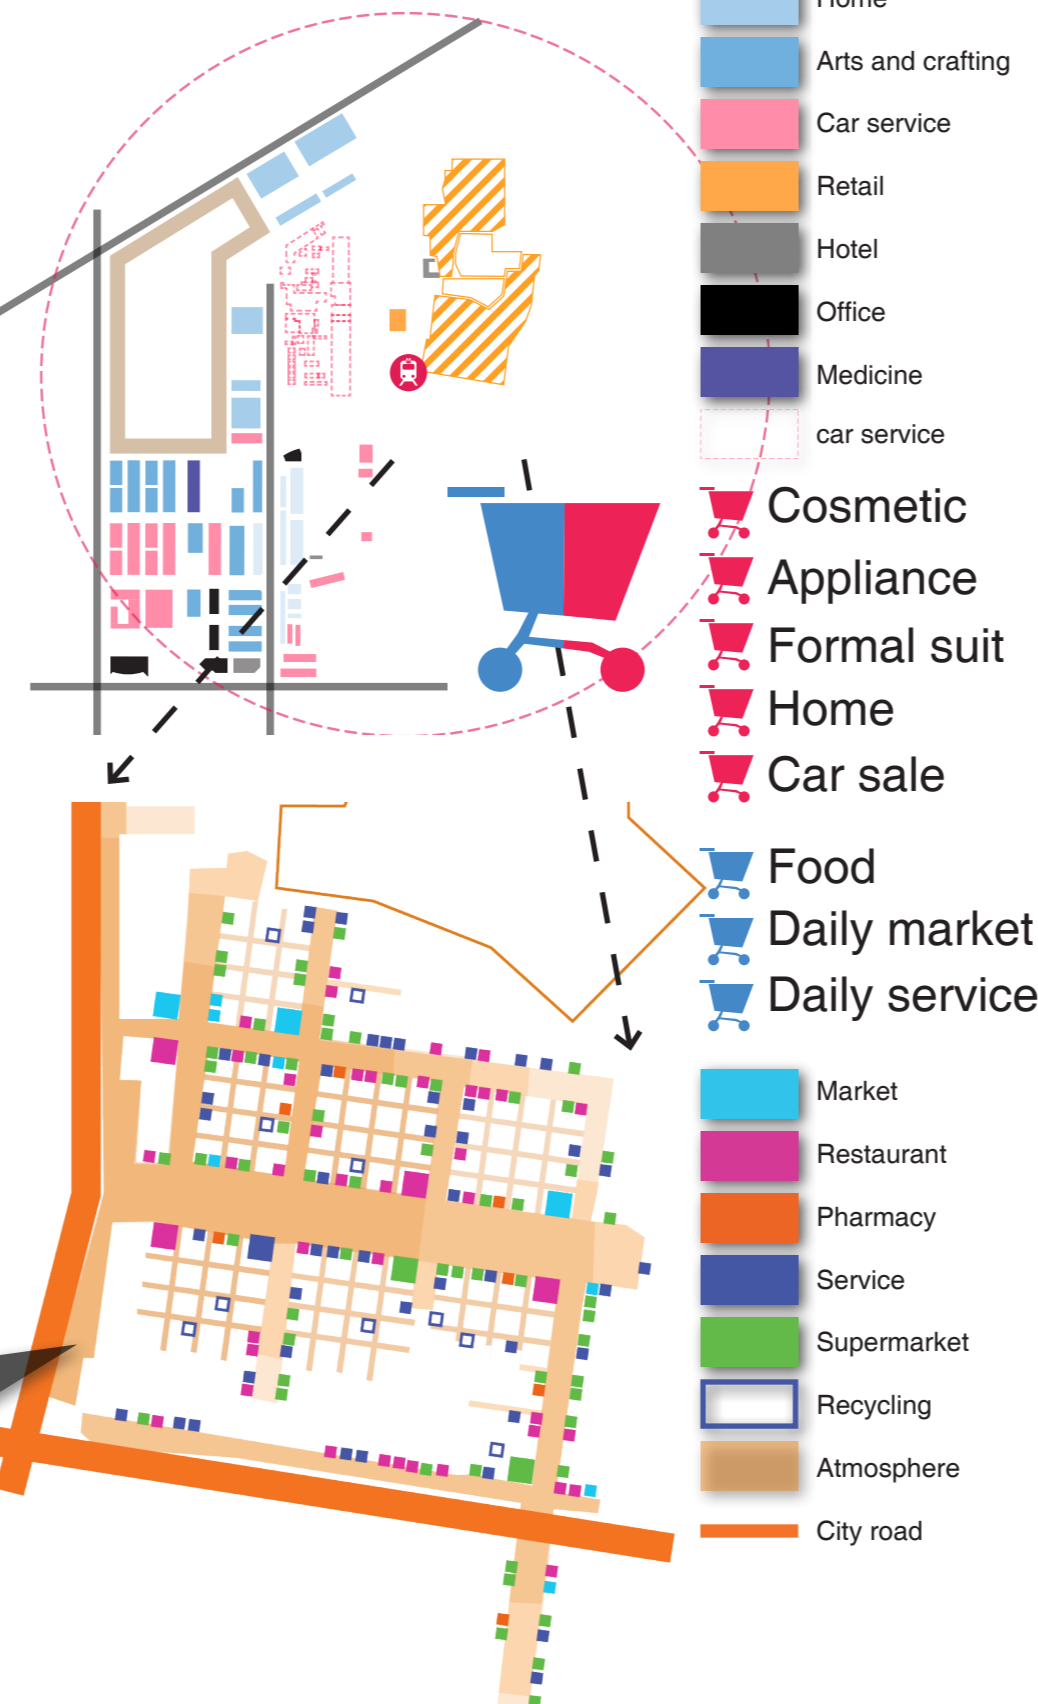 Home
Arts and crafting
Car service
Retail
Hotel
Office
Medicine
car service
Cosmetic
Appliance
Formal suit
Home
Car sale
Food
Daily market
Daily service
Market
Restaurant
Pharmacy
Service
Supermarket
Recycling
Atmosphere
City road